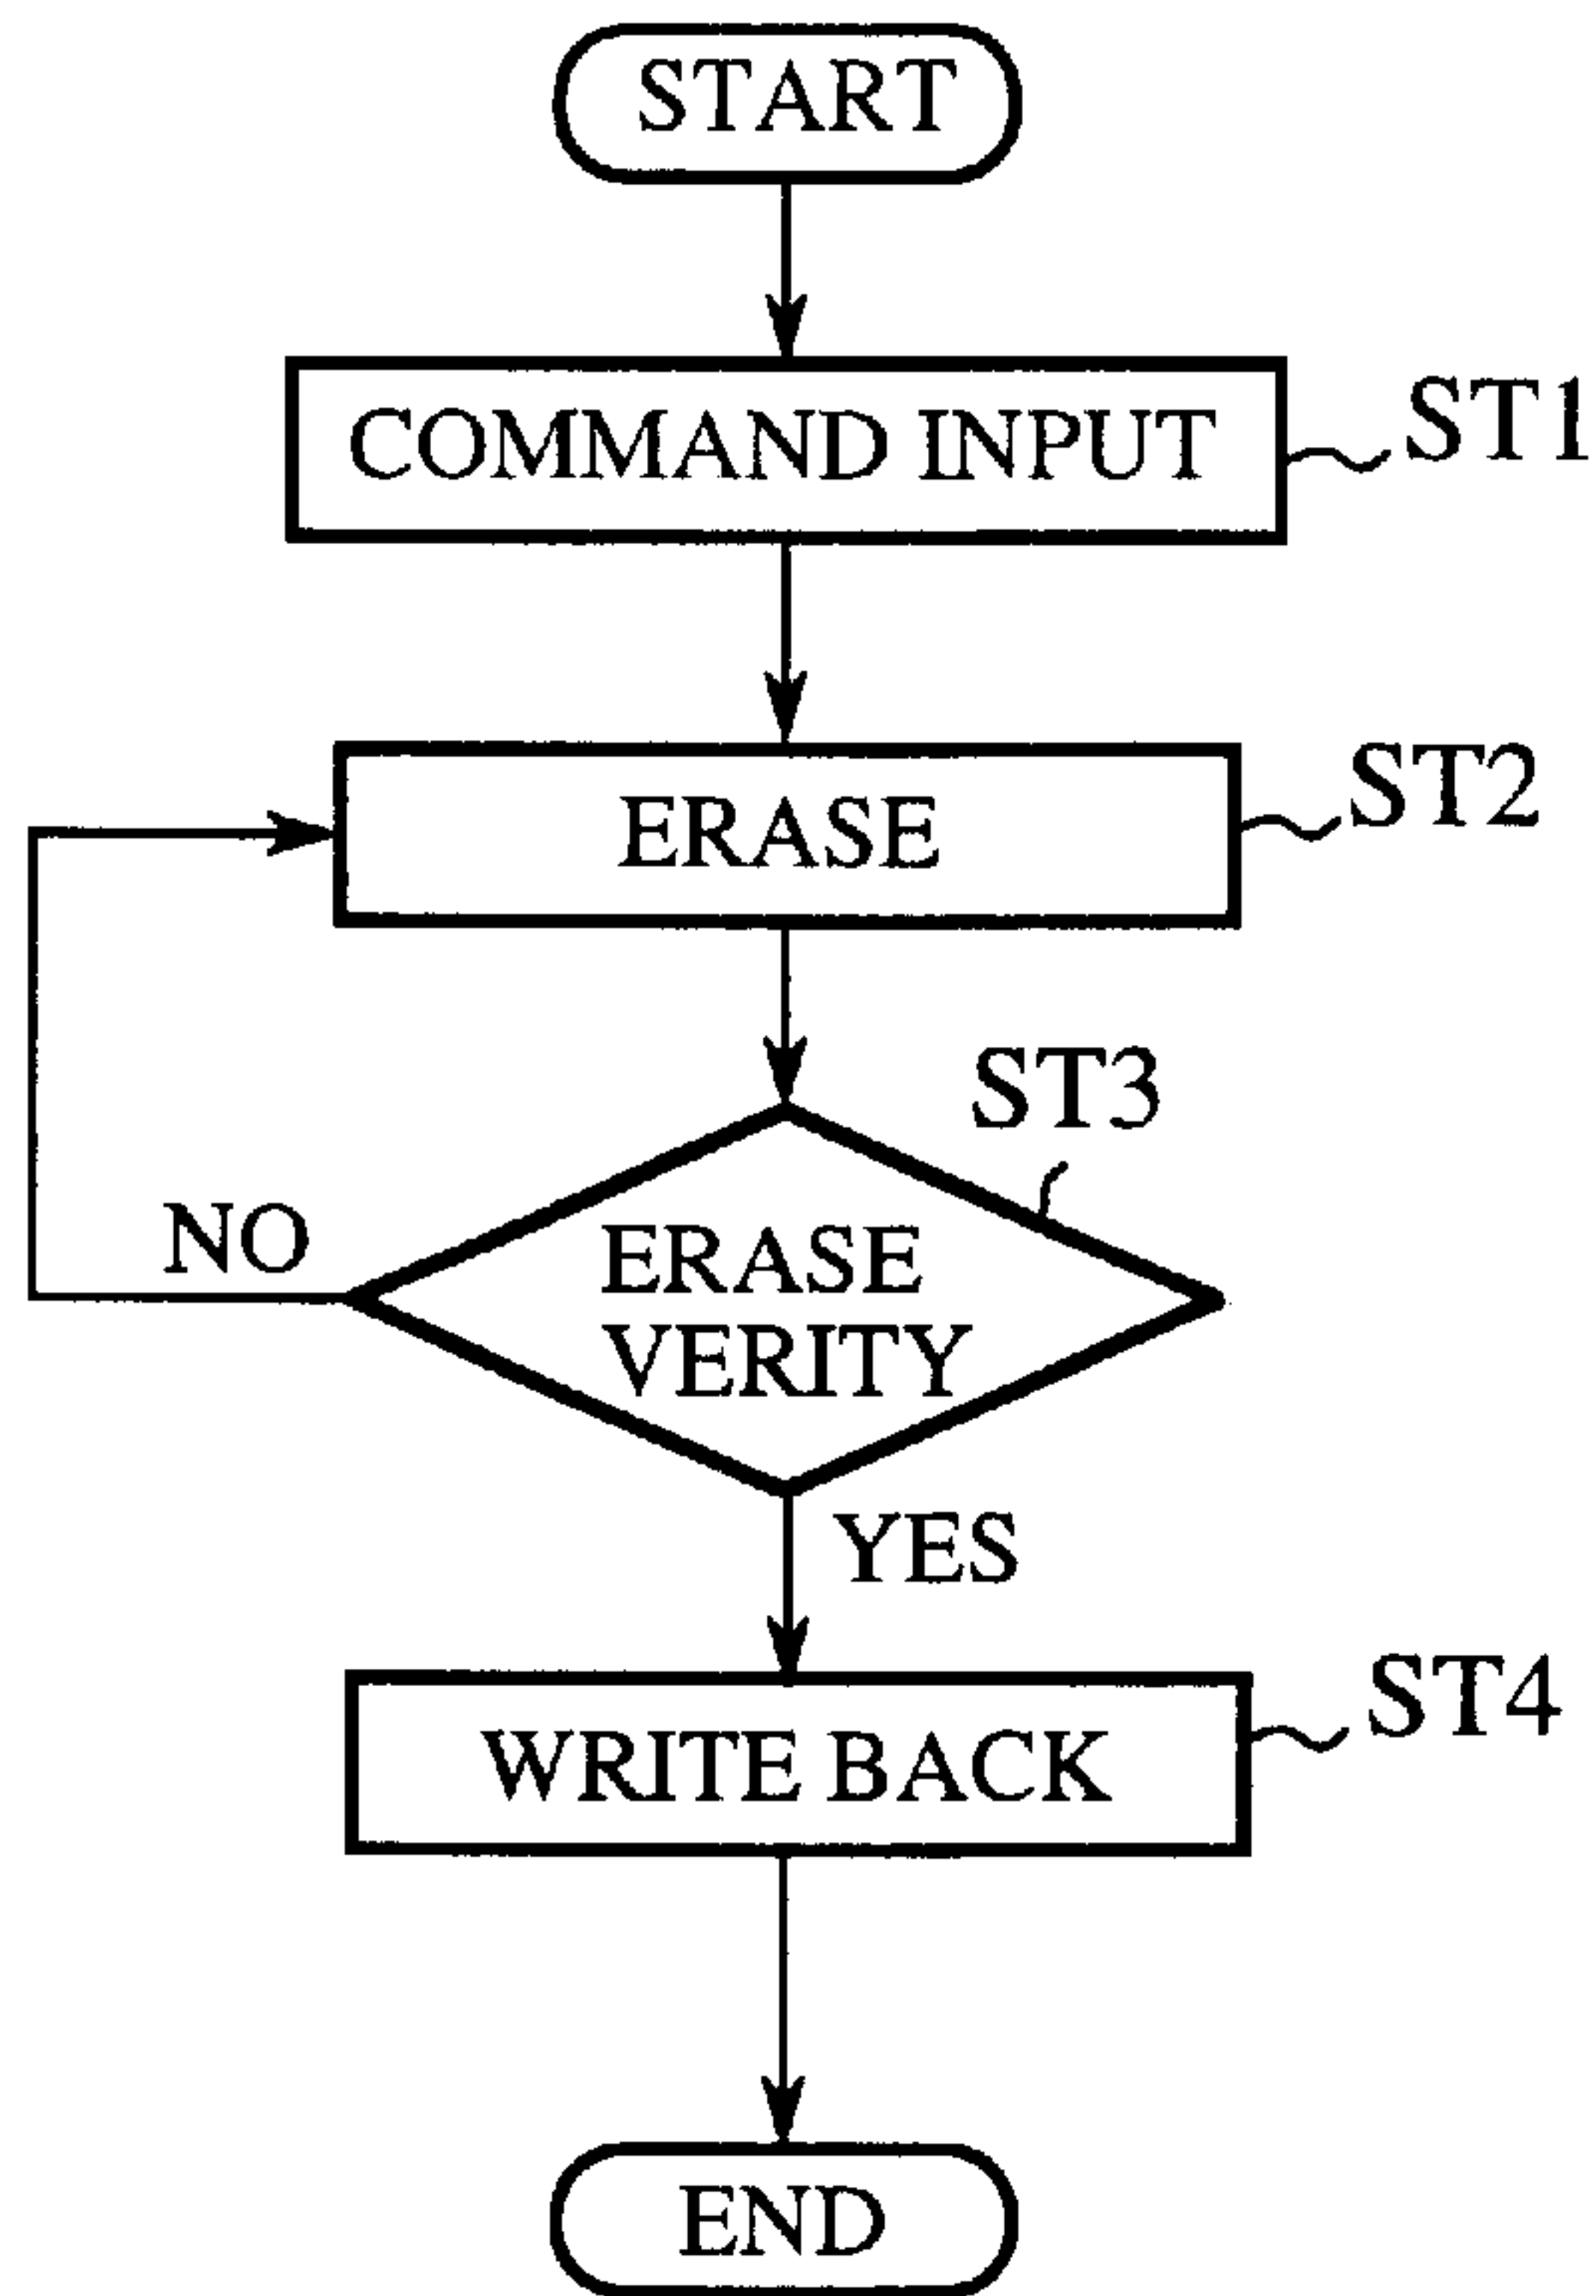 START
COMMAND INPUT
ST1
ERASE
ST2
ST3
NO
ERASE
VERITY
YES
WRITE BACK
ST4
END